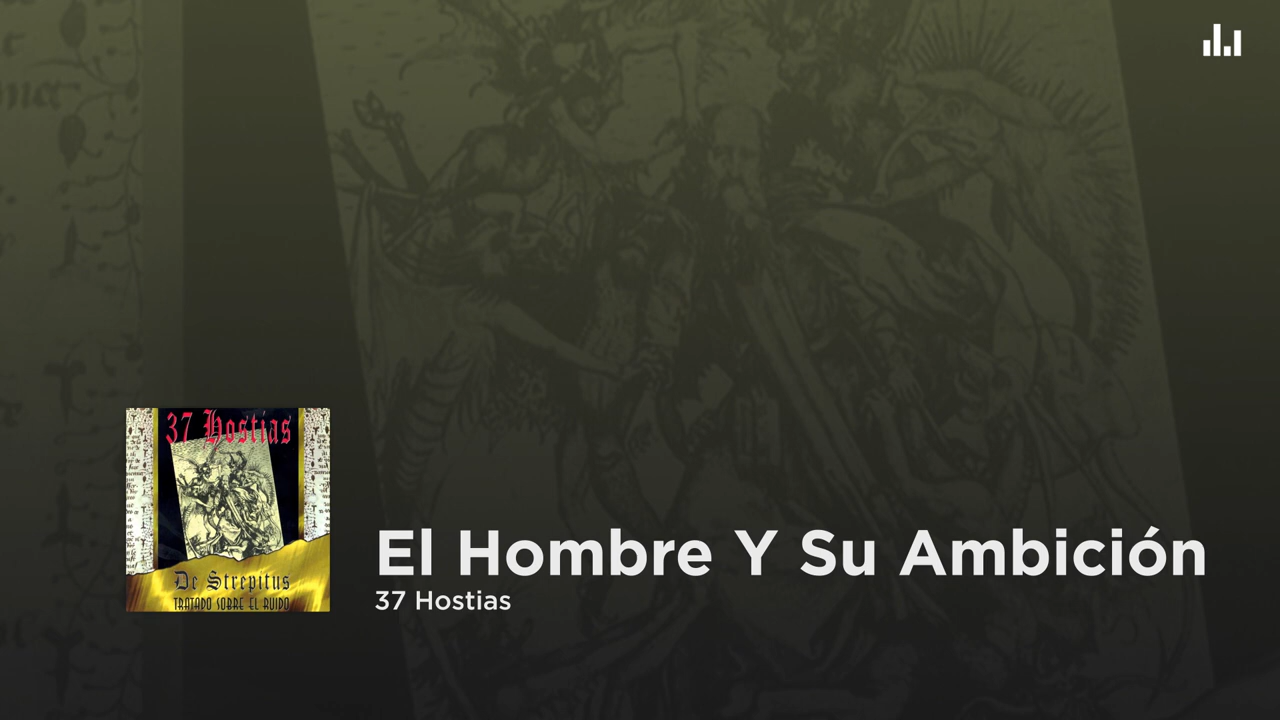 37 Hostias
De Strepitus
TRATADO SOBRE EL RUIDO
El Hombre Y Su Ambición
37 Hostias